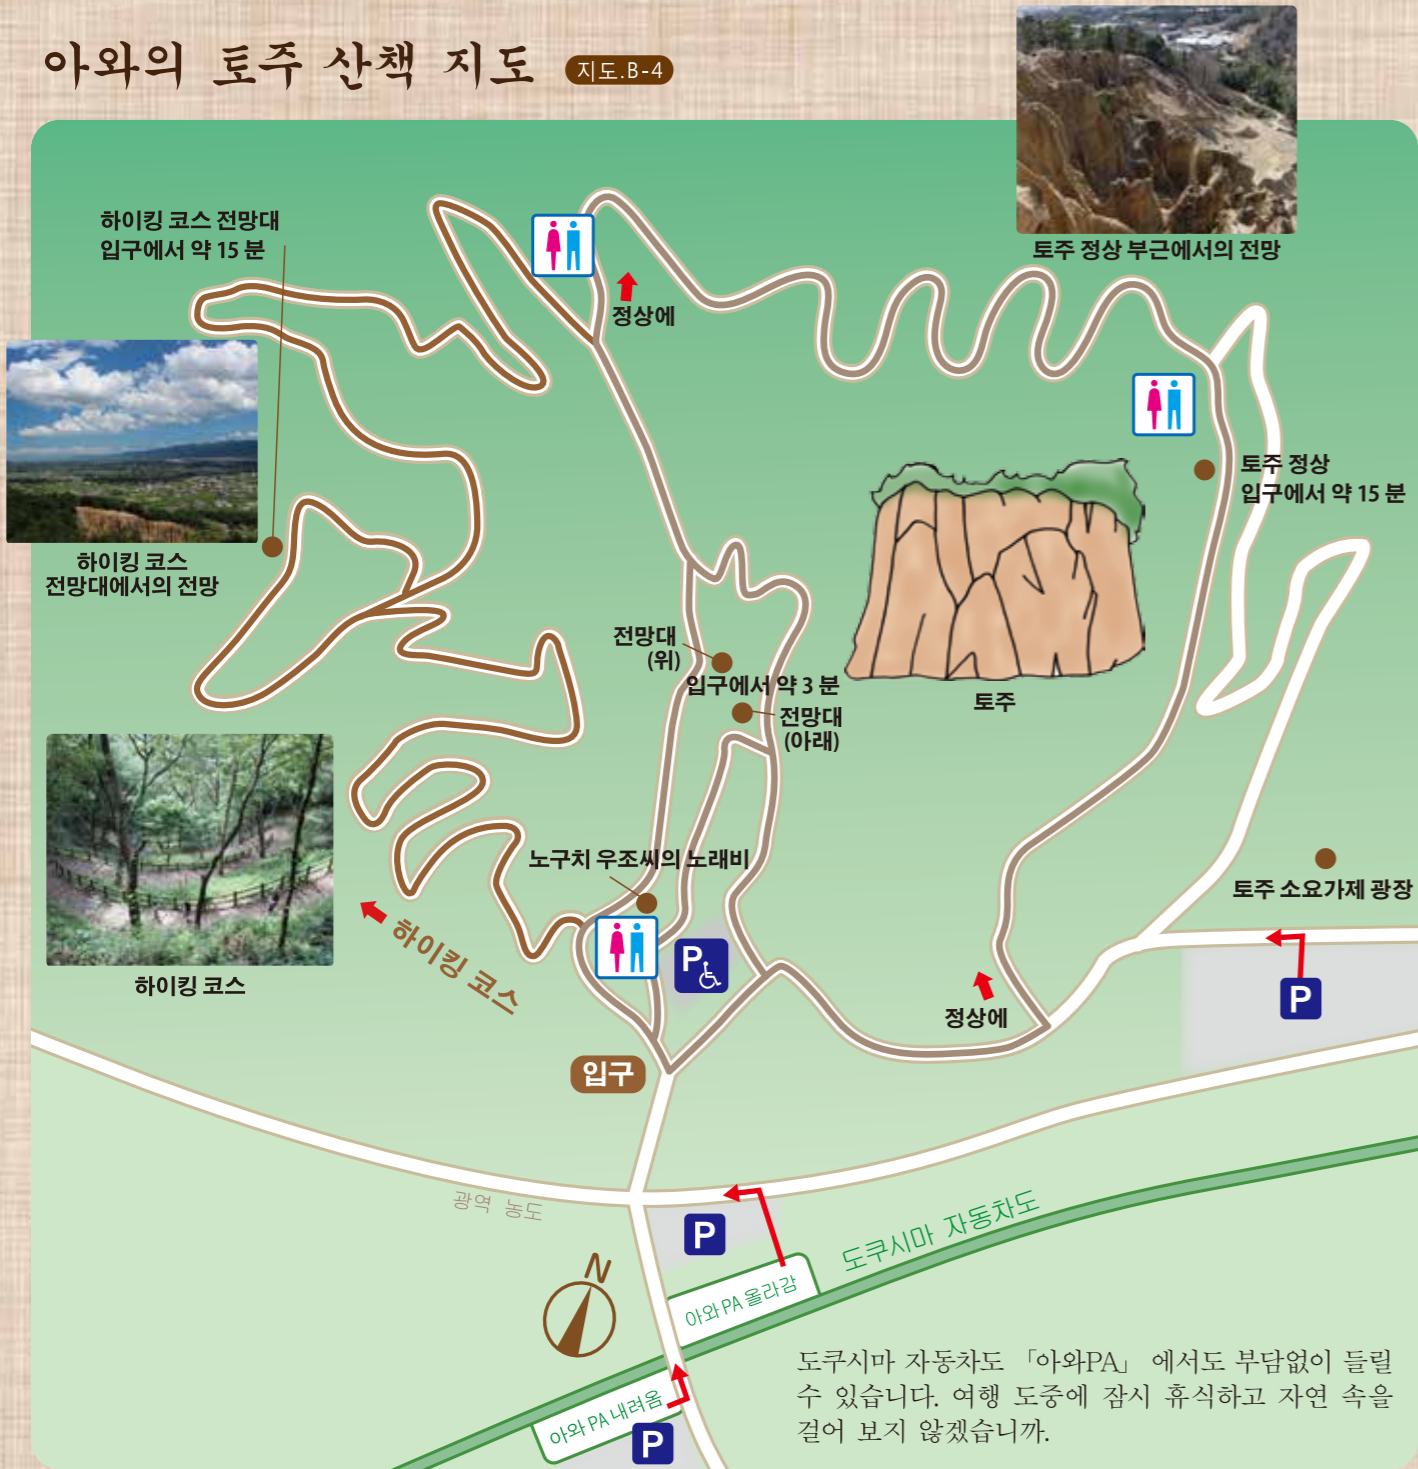 아와의 토주 산책 지도
지도.B-4
토주 정상 부근에서의 전망
하이킹 코스 전망대
입구에서 약 15 분
정상에
하이킹 코스
전망대에서의 전망
토주 정상
입구에서 약 15 분
전망대
(위)
입구에서 약 3 분
전망대
(아래)
토주
노구치 우조씨의 노래비
토주 소요가제 광장
하이킹 코스
하이킹 코스
P
P
정상에
입구
광역 농도
P
도쿠시마 자동차도
N
아와 PA 올라감
아와 PA 내려옴
P
도쿠시마 자동차도 「아와PA」 에서도 부담없이 들릴
수 있습니다. 여행 도중에 잠시 휴식하고 자연 속을
걸어 보지 않겠습니까.